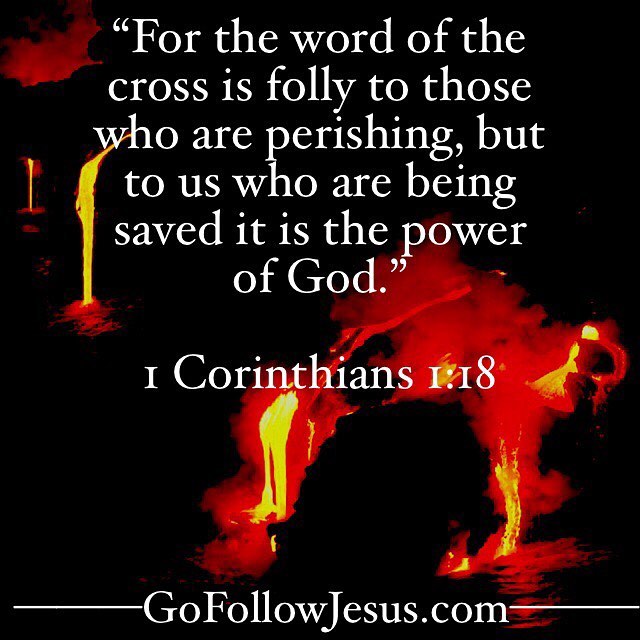 “For the word of the
cross is folly to those
who are perishing, but
to us who are being
saved it is the power
of God.”
1 Corinthians 1:18
GoFollowJesus.com